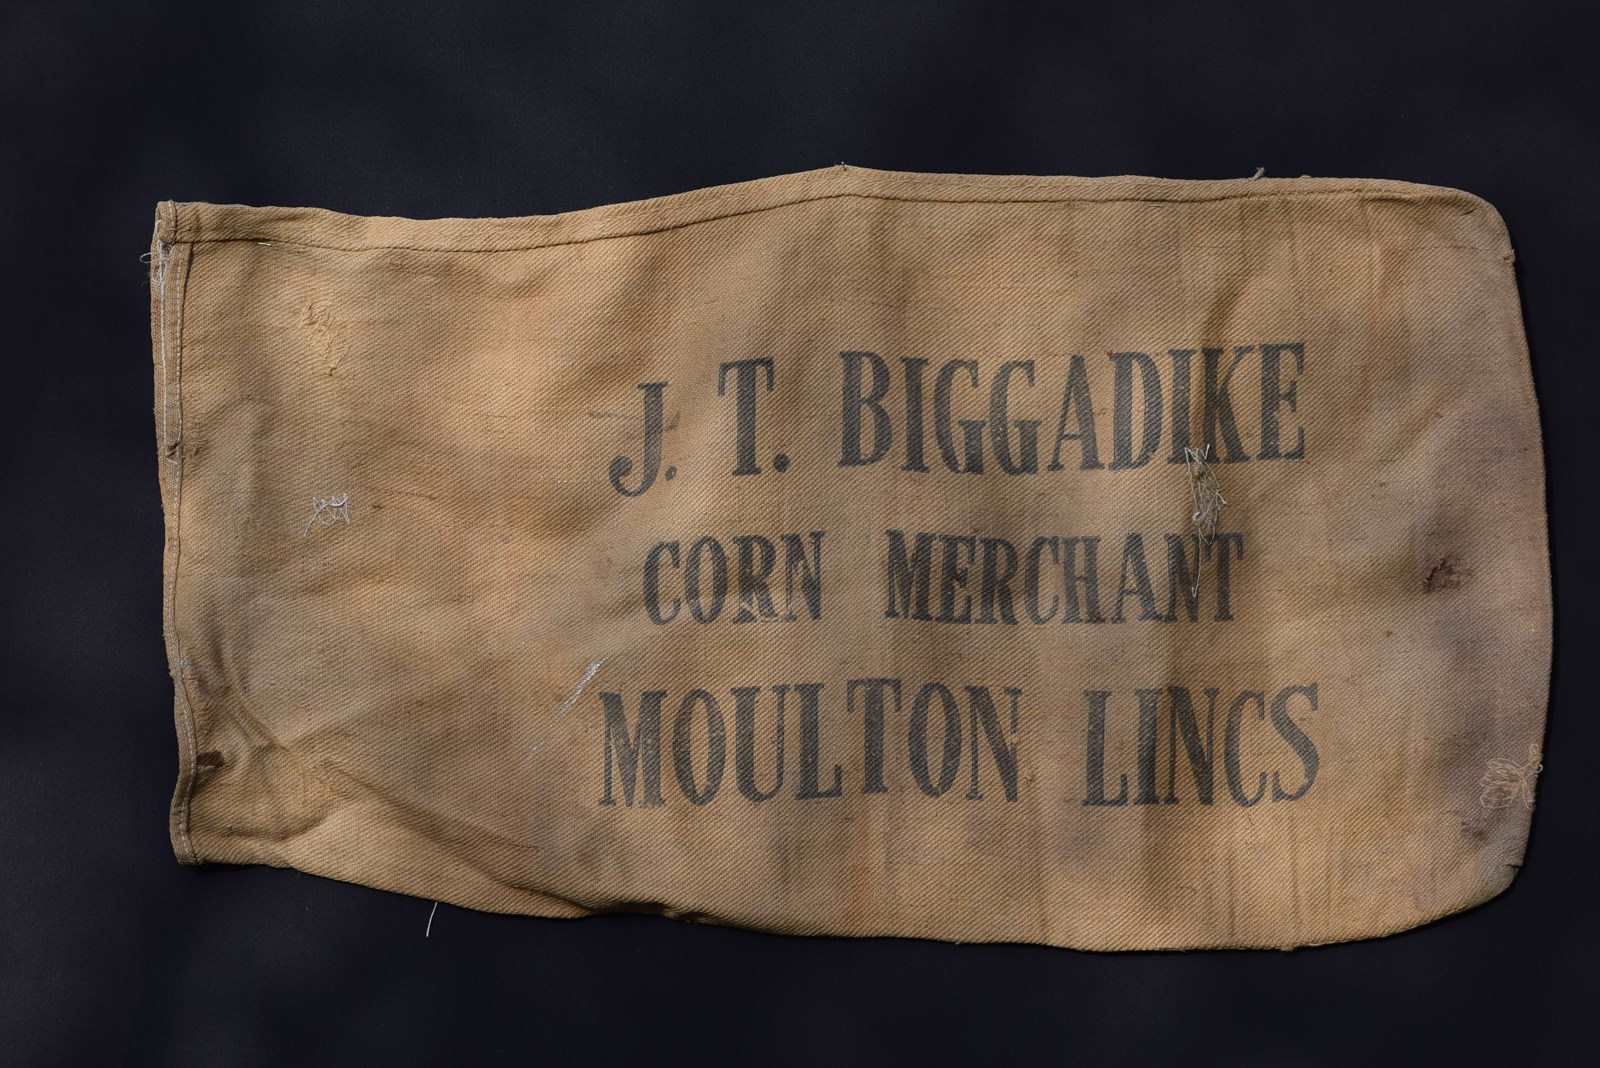 J. T. BIGGADIKE
CORN MERCHANT
MOULTON LINCS